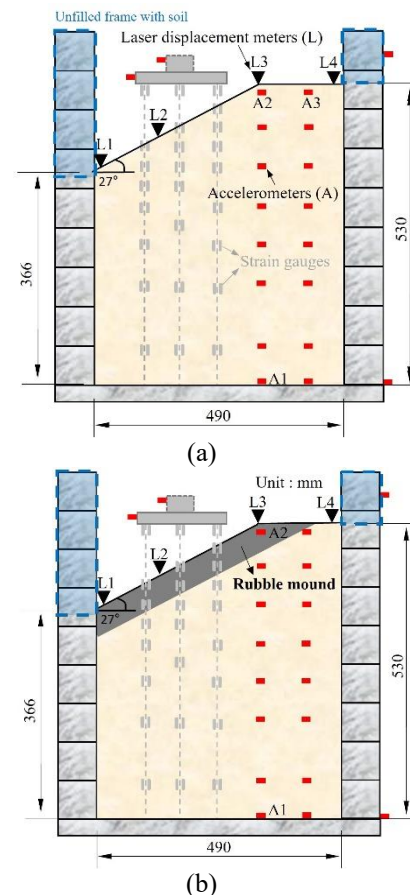 Unfilled frame with soil
Laser displacement meters (L)
L3
L4
A2
A3
L2
L1
27°
Accelerometers (A)
Strain gauges
366
530
A1
490
(a)
Unit : mm
L3
L4
A2
L2
L1
Rubble mound
27°
366
530
A1
490
(b)